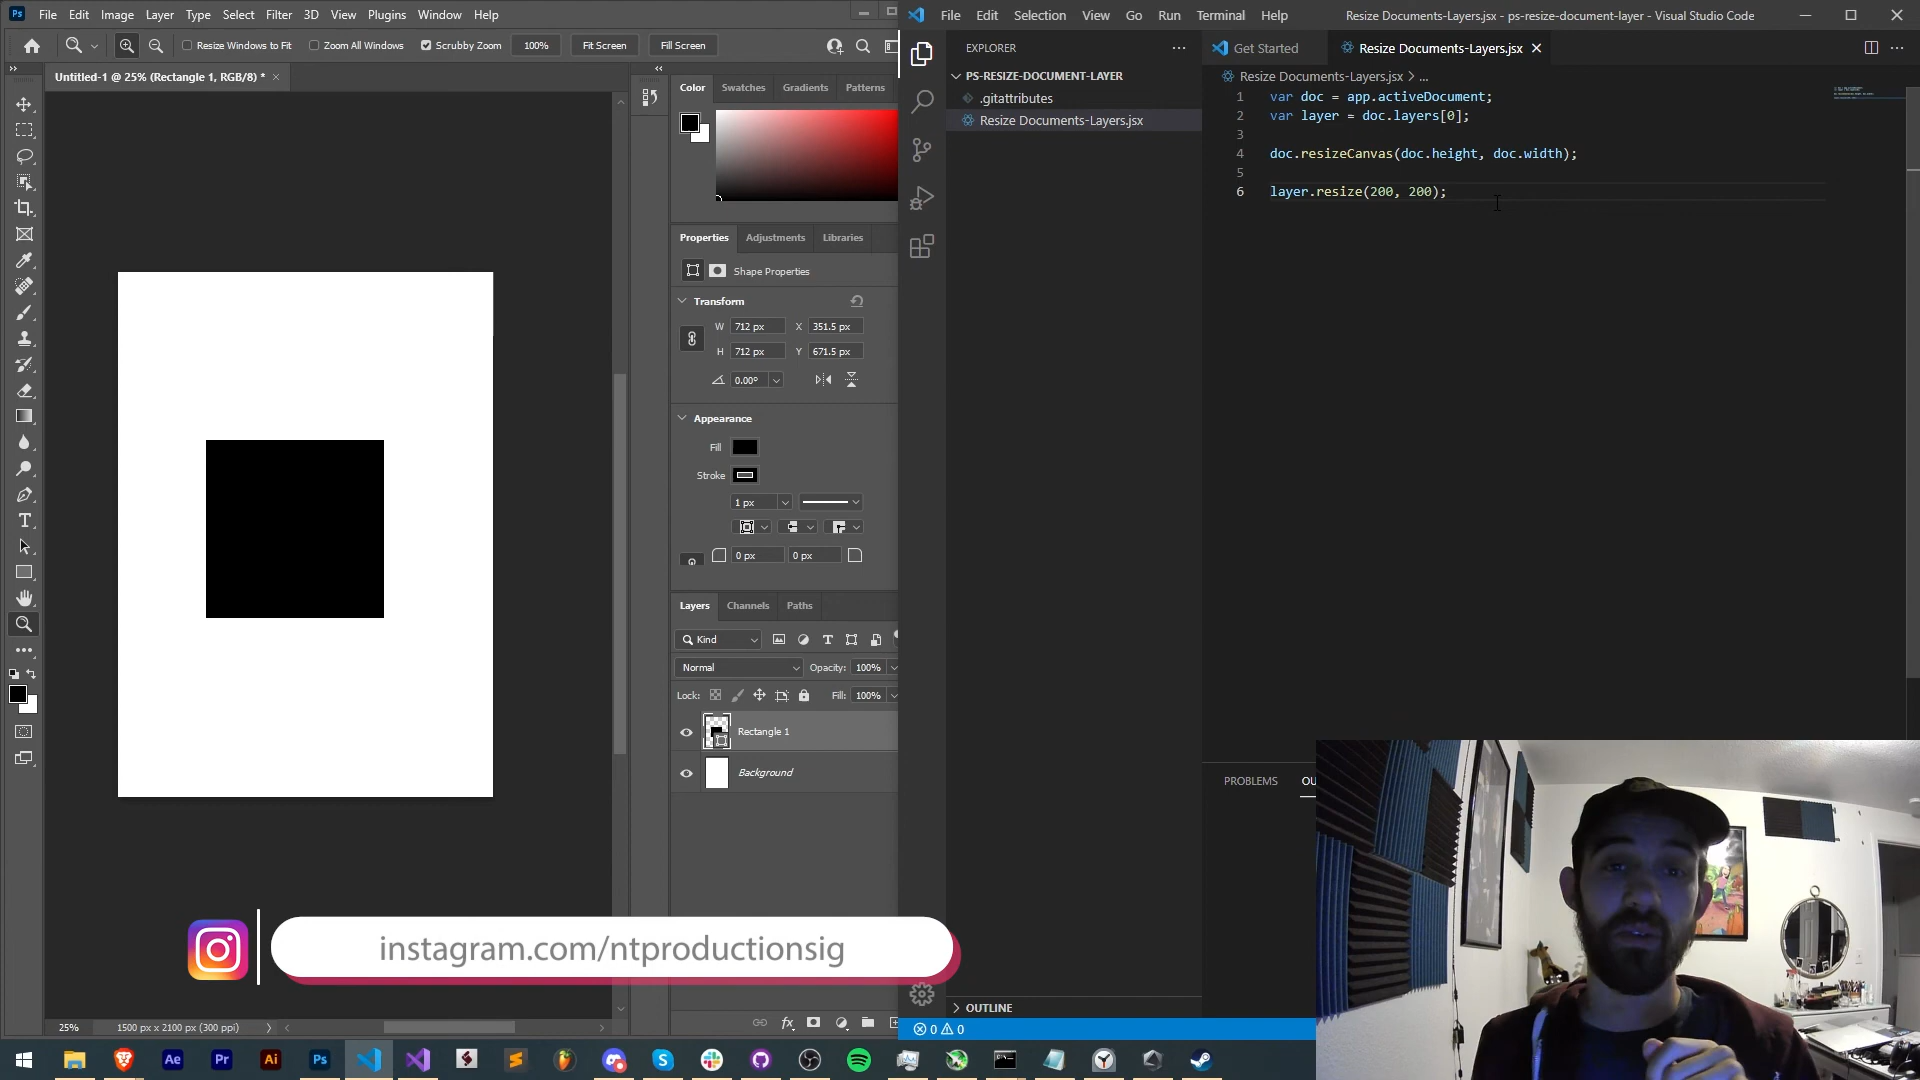 Ps File Edit Image Layer Type Select Filter 3D View Plugins Window Help
Resize Windows to Fit Zoom All Windows Scrubby Zoom 100% Fit Screen Fill Screen
Untitled-1 @ 25% (Rectangle 1, RGB/8) * ×
Color Swatches Gradients Patterns
Properties Adjustments Libraries
Shape Properties
Transform
W 712 px X 351.5 px
H 712 px Y 671.5 px
0.00°
Appearance
Fill
Stroke
1 px
0 px 0 px
Layers Channels Paths
Kind
Normal Opacity: 100%
Lock: Fill: 100%
Rectangle 1
Background
25% 1500 px x 2100 px (300 ppi)
File Edit Selection View Go Run Terminal Help Resize Documents-Layers.jsx - ps-resize-document-layer - Visual Studio Code
EXPLORER
PS-RESIZE-DOCUMENT-LAYER
.gitattributes
Resize Documents-Layers.jsx
Get Started Resize Documents-Layers.jsx
Resize Documents-Layers.jsx > ...
1 var doc = app.activeDocument;
2 var layer = doc.layers[0];
3
4 doc.resizeCanvas(doc.height, doc.width);
5
6 layer.resize(200, 200);
PROBLEMS OU
OUTLINE
0 0
instagram.com/ntproductionsig
Ae Pr Ai Ps